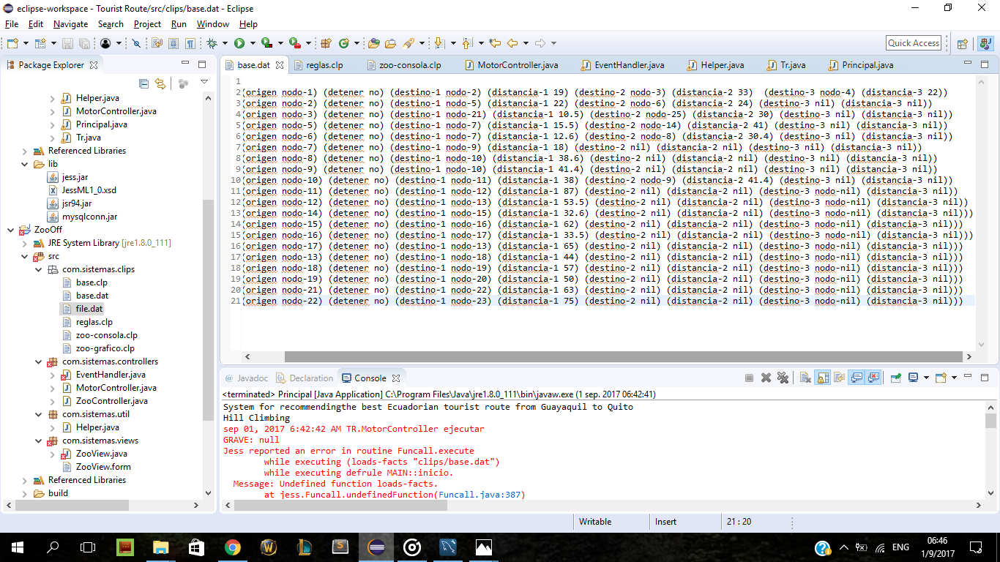 eclipse-workspace - Tourist Route/src/clips/base.dat - Eclipse
File Edit Navigate Search Project Run Window Help
Quick Access
Package Explorer
Helper.java
MotorController.java
Principal.java
Tr.java
Referenced Libraries
lib
jess.jar
JessML1_0.xsd
jsr94.jar
mysqlconn.jar
ZooOff
JRE System Library [jre1.8.0_111]
src
com.sistemas.clips
base.clp
base.dat
file.dat
reglas.clp
zoo-consola.clp
zoo-grafico.clp
com.sistemas.controllers
EventHandler.java
MotorController.java
ZooController.java
com.sistemas.util
Helper.java
com.sistemas.views
ZooView.java
ZooView.form
Referenced Libraries
build
base.dat reglas.clp zoo-consola.clp MotorController.java EventHandler.java Helper.java Tr.java Principal.java
1
2 (origen nodo-1) (detener no) (destino-1 nodo-2) (distancia-1 19) (destino-2 nodo-3) (distancia-2 33)  (destino-3 nodo-4) (distancia-3 22))
3 (origen nodo-2) (detener no) (destino-1 nodo-5) (distancia-1 22) (destino-2 nodo-6) (distancia-2 24) (destino-3 nil) (distancia-3 nil))
4 (origen nodo-3) (detener no) (destino-1 nodo-21) (distancia-1 10.5) (destino-2 nodo-25) (distancia-2 30) (destino-3 nil) (distancia-3 nil))
5 (origen nodo-5) (detener no) (destino-1 nodo-7) (distancia-1 15.5) (destino-2 nodo-14) (distancia-2 41) (destino-3 nil) (distancia-3 nil))
6 (origen nodo-6) (detener no) (destino-1 nodo-7) (distancia-1 12.6) (destino-2 nodo-8) (distancia-2 30.4) (destino-3 nil) (distancia-3 nil))
7 (origen nodo-7) (detener no) (destino-1 nodo-9) (distancia-1 18) (destino-2 nil) (distancia-2 nil) (destino-3 nil) (distancia-3 nil))
8 (origen nodo-8) (detener no) (destino-1 nodo-10) (distancia-1 38.6) (destino-2 nil) (distancia-2 nil) (destino-3 nil) (distancia-3 nil))
9 (origen nodo-9) (detener no) (destino-1 nodo-10) (distancia-1 41.4) (destino-2 nil) (distancia-2 nil) (destino-3 nil) (distancia-3 nil))
10 (origen nodo-10) (detener no) (destino-1 nodo-11) (distancia-1 38) (destino-2 nodo-9) (distancia-2 41.4) (destino-3 nil) (distancia-3 nil))
11 (origen nodo-11) (detener no) (destino-1 nodo-12) (distancia-1 87) (destino-2 nil) (distancia-2 nil) (destino-3 nodo-nil) (distancia-3 nil))
12 (origen nodo-12) (detener no) (destino-1 nodo-13) (distancia-1 53.5) (destino-2 nil) (distancia-2 nil) (destino-3 nodo-nil) (distancia-3 nil))
13 (origen nodo-14) (detener no) (destino-1 nodo-15) (distancia-1 32.6) (destino-2 nil) (distancia-2 nil) (destino-3 nodo-nil) (distancia-3 nil)))
14 (origen nodo-15) (detener no) (destino-1 nodo-16) (distancia-1 62) (destino-2 nil) (distancia-2 nil) (destino-3 nodo-nil) (distancia-3 nil)))
15 (origen nodo-16) (detener no) (destino-1 nodo-17) (distancia-1 33.5) (destino-2 nil) (distancia-2 nil) (destino-3 nodo-nil) (distancia-3 nil)))
16 (origen nodo-17) (detener no) (destino-1 nodo-13) (distancia-1 65) (destino-2 nil) (distancia-2 nil) (destino-3 nodo-nil) (distancia-3 nil)))
17 (origen nodo-13) (detener no) (destino-1 nodo-18) (distancia-1 44) (destino-2 nil) (distancia-2 nil) (destino-3 nodo-nil) (distancia-3 nil)))
18 (origen nodo-18) (detener no) (destino-1 nodo-19) (distancia-1 57) (destino-2 nil) (distancia-2 nil) (destino-3 nodo-nil) (distancia-3 nil)))
19 (origen nodo-19) (detener no) (destino-1 nodo-20) (distancia-1 50) (destino-2 nil) (distancia-2 nil) (destino-3 nodo-nil) (distancia-3 nil)))
20 (origen nodo-21) (detener no) (destino-1 nodo-22) (distancia-1 63) (destino-2 nil) (distancia-2 nil) (destino-3 nodo-nil) (distancia-3 nil)))
21 (origen nodo-22) (detener no) (destino-1 nodo-23) (distancia-1 75) (destino-2 nil) (distancia-2 nil) (destino-3 nodo-nil) (distancia-3 nil)))
Javadoc Declaration Console
<terminated> Principal [Java Application] C:\Program Files\Java\jre1.8.0_111\bin\javaw.exe (1 sep. 2017 06:42:41)
System for recommendingthe best Ecuadorian tourist route from Guayaquil to Quito
Hill Climbing
sep 01, 2017 6:42:42 AM TR.MotorController ejecutar
GRAVE: null
Jess reported an error in routine Funcall.execute
while executing (loads-facts "clips/base.dat")
while executing defrule MAIN::inicio.
Message: Undefined function loads-facts.
at jess.Funcall.undefinedFunction(Funcall.java:387)
Writable Insert 21 : 20
ENG
06:46
1/9/2017